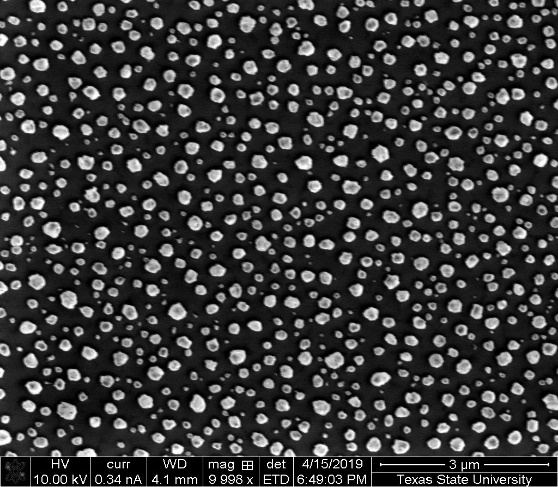 HV curr WD mag ⊞ det 4/15/2019 3 µm
10.00 kV 0.34 nA 4.1 mm 9 998 x ETD 6:49:03 PM Texas State University